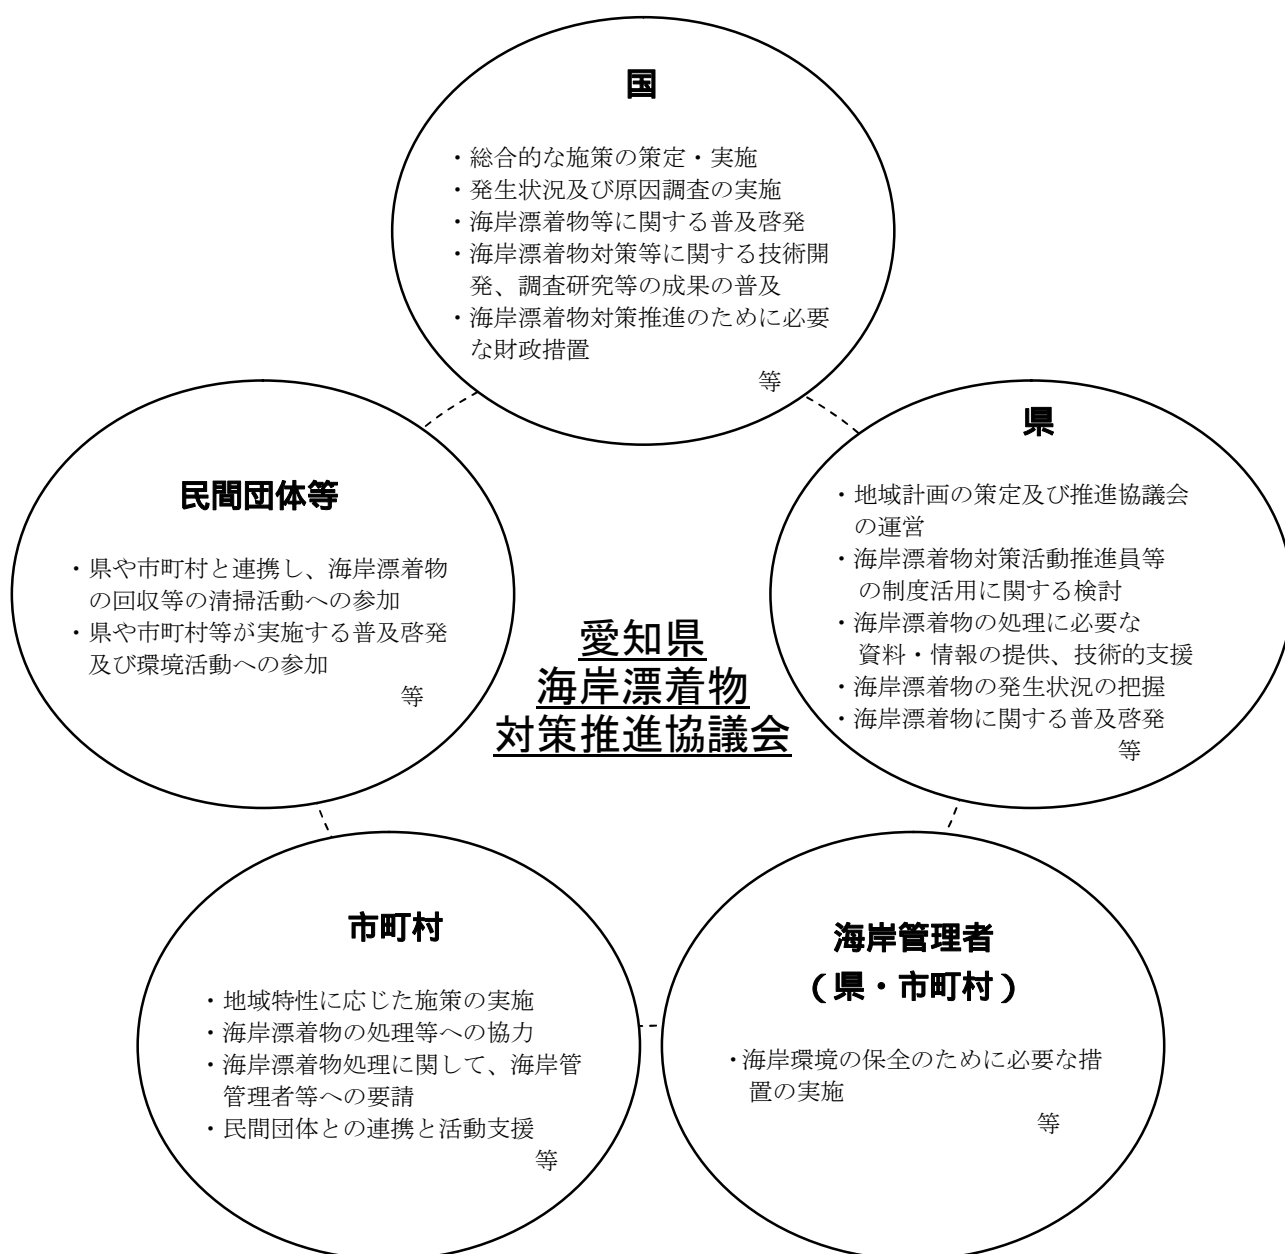 国
・総合的な施策の策定・実施
・発生状況及び原因調査の実施
・海岸漂着物等に関する普及啓発
・海岸漂着物対策等に関する技術開
発、調査研究等の成果の普及
・海岸漂着物対策推進のために必要
な財政措置
等
県
・地域計画の策定及び推進協議会
の運営
・海岸漂着物対策活動推進員等
の制度活用に関する検討
・海岸漂着物の処理に必要な
資料・情報の提供、技術的支援
・海岸漂着物の発生状況の把握
・海岸漂着物に関する普及啓発
等
民間団体等
・県や市町村と連携し、海岸漂着物
の回収等の清掃活動への参加
・県や市町村等が実施する普及啓発
及び環境活動への参加
等
愛知県
海岸漂着物
対策推進協議会
市町村
・地域特性に応じた施策の実施
・海岸漂着物の処理等への協力
・海岸漂着物処理に関して、海岸管
管理者等への要請
・民間団体との連携と活動支援
等
海岸管理者
（県・市町村）
・海岸環境の保全のために必要な措
置の実施
等